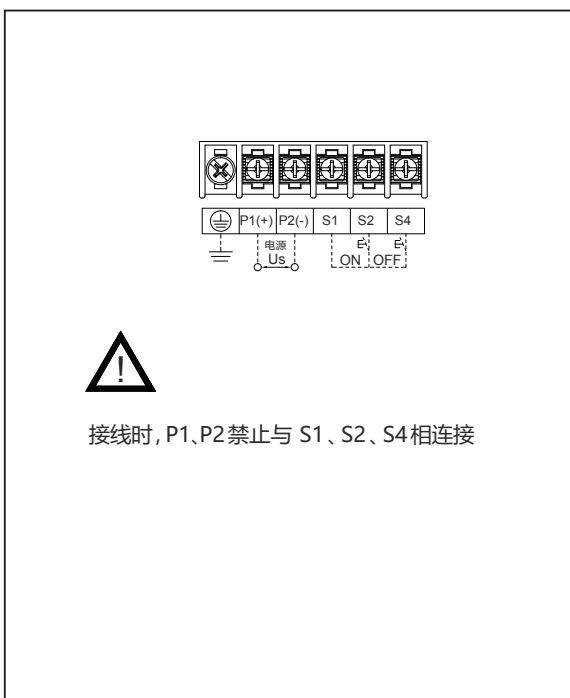 P1(+) P2(-) S1 S2 S4
电源
Us ON OFF
!
接线时,P1、P2禁止与 S1、S2、S4相连接